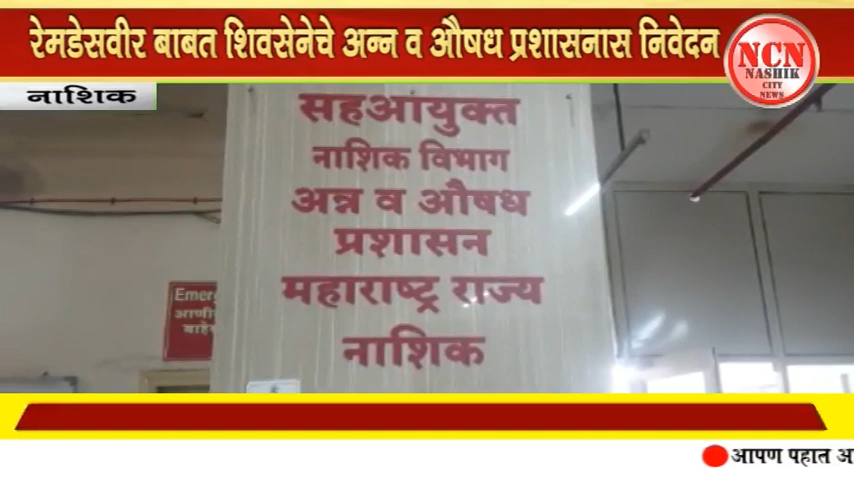 रेमडेसवीर बाबत शिवसेनेचे अन्न व औषध प्रशासनास निवेदन
NCN
NASHIK
CITY
NEWS
नाशिक
सहआयुक्त
नाशिक विभाग
अन्न व औषध
प्रशासन
महाराष्ट्र राज्य
नाशिक
आपण पहात